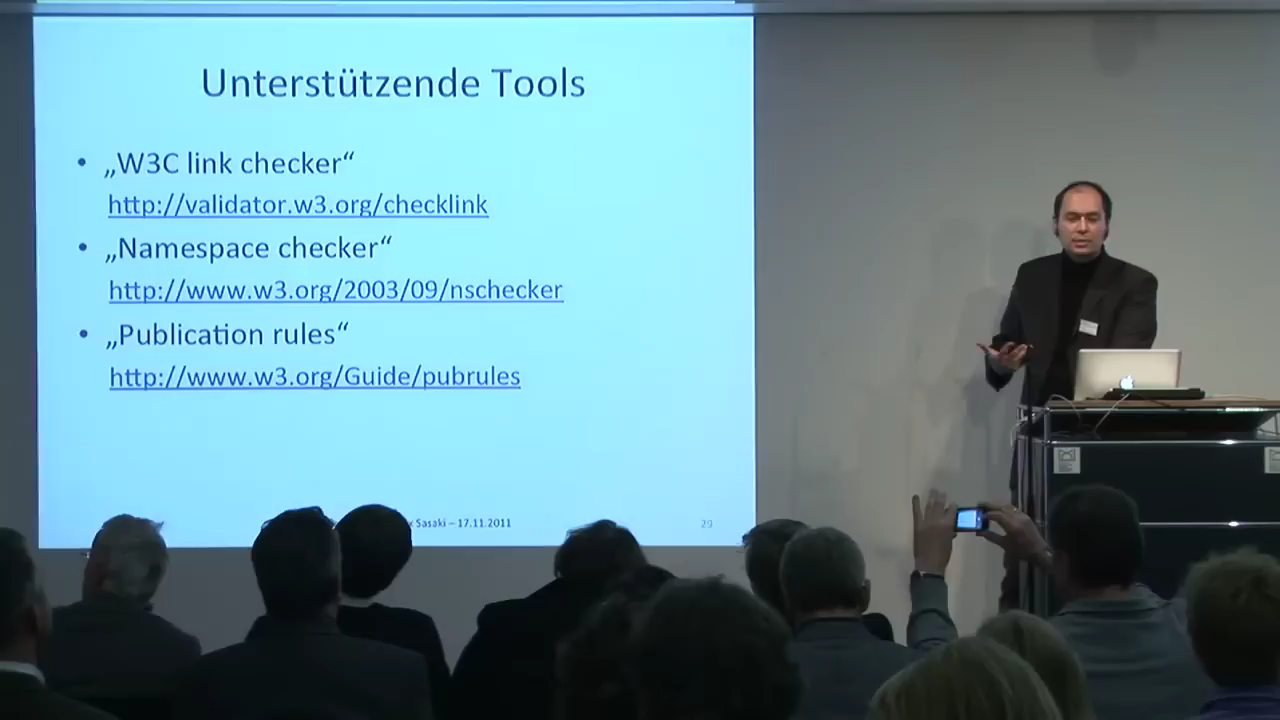 Unterstützende Tools
• „W3C link checker“
http://validator.w3.org/checklink
• „Namespace checker“
http://www.w3.org/2003/09/nschecker
• „Publication rules“
http://www.w3.org/Guide/pubrules
Sasaki – 17.11.2011
29